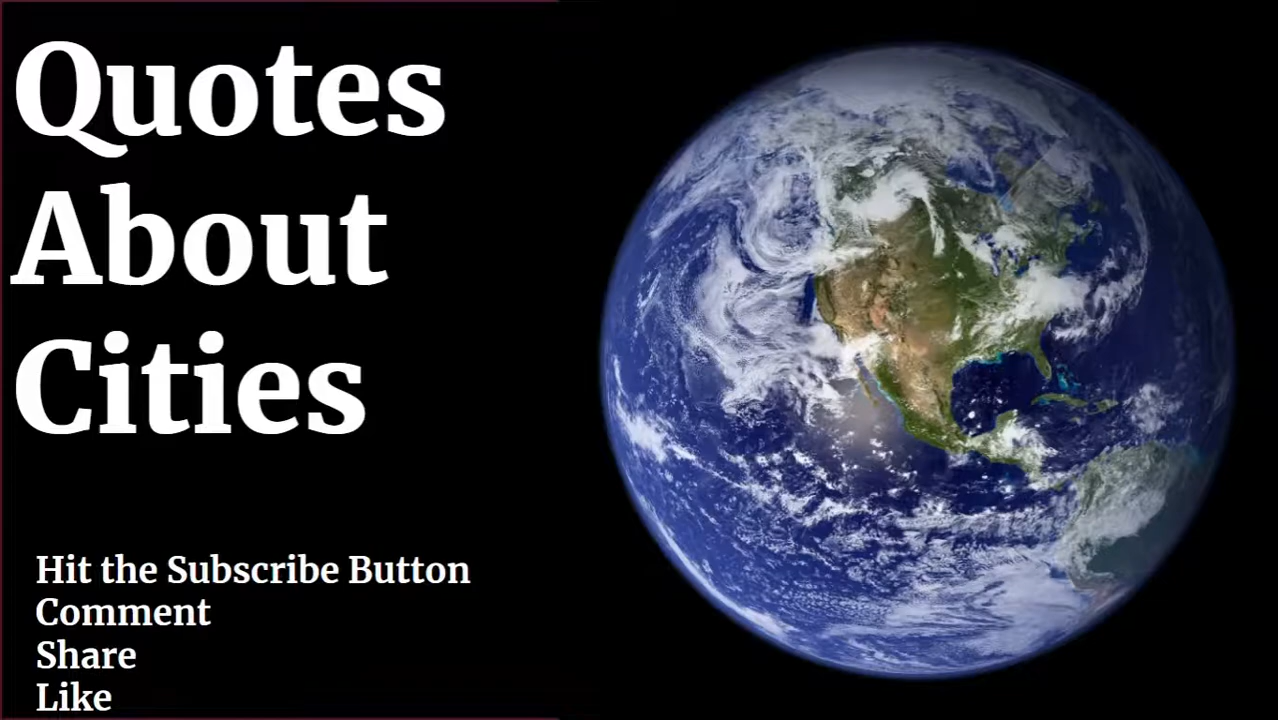 Quotes
About
Cities
Hit the Subscribe Button
Comment
Share
Like